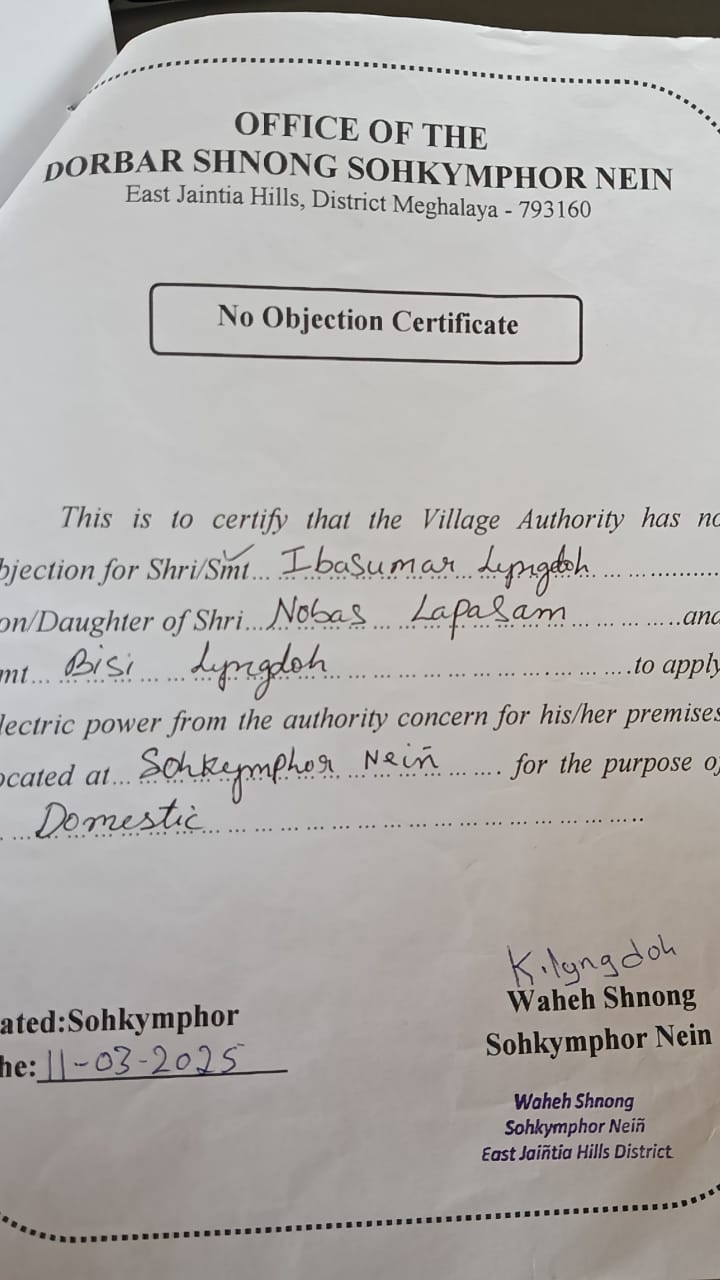 OFFICE OF THE
DORBAR SHNONG SOHKYMPHOR NEIN
East Jaintia Hills, District Meghalaya - 793160
No Objection Certificate
This is to certify that the Village Authority has no
bjection for Shri/Smt... Ibasumar Lyngdoh ... ............
on/Daughter of Shri... Nobas Lapasam ... ... ... .....and
mt... Bisi Lyngdoh ... ... ... ... ... ... ... ....to apply
lectric power from the authority concern for his/her premises
ocated at... Sohkymphor Neiñ ... ... for the purpose of
... Domestic ... ... ... ... ... ... ... ... ... ... ... ... ...
K. lyngdoh
ated:Sohkymphor
Waheh Shnong
he: 11-03-2025
Sohkymphor Nein
Waheh Shnong
Sohkymphor Neiñ
East Jaiñtia Hills District